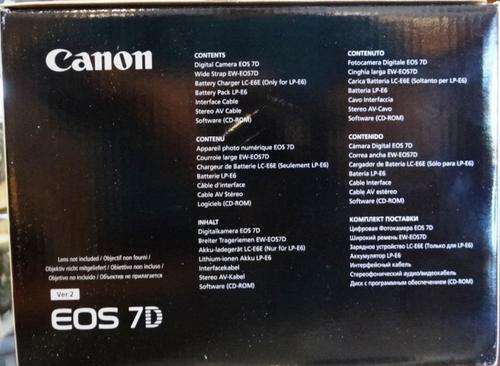 Canon
CONTENTS
Digital Camera EOS 7D
Wide Strap EW-EOS7D
Battery Charger LC-E6E (Only for LP-E6)
Battery Pack LP-E6
Interface Cable
Stereo AV Cable
Software (CD-ROM)
CONTENU
Appareil photo numérique EOS 7D
Courroie large EW-EOS7D
Chargeur de Batterie LC-E6E (Seulement LP-E6)
Batterie LP-E6
Câble d'interface
Câble AV Stéréo
Logiciels (CD-ROM)
INHALT
Digitalkamera EOS 7D
Breiter Trageriemen EW-EOS7D
Akku-ladegerät LC-E6E (Nur für LP-E6)
Lithium-ionen Akku LP-E6
Interfacekabel
Stereo AV-Kabel
Software (CD-ROM)
CONTENUTO
Fotocamera Digitale EOS 7D
Cinghia larga EW-EOS7D
Carica Batteria LC-E6E (Soltanto per LP-E6)
Batteria LP-E6
Cavo Interfaccia
Stereo AV-Cavo
Software (CD-ROM)
CONTENIDO
Cámara Digital EOS 7D
Correa ancha EW-EOS7D
Cargador de Batería LC-E6E (Sólo para LP-E6)
Batería LP-E6
Cable Interface
Cable AV estéreo
Software (CD-ROM)
КОМПЛЕКТ ПОСТАВКИ
Цифровая Фотокамера EOS 7D
Широкий ремень EW-EOS7D
Зарядное устройство LC-E6E (Только для LP-E6)
Аккумулятор LP-E6
Интерфейсный кабель
Стереофонический аудио/видеокабель
Диск с программным обеспечением (CD-ROM)
Lens not included / Objectif non fourni /
Objektiv nicht mitgeliefert / Obiettivo non incluso /
Objetivo no incluido / Объектив не прилагается
Ver.2
EOS 7D